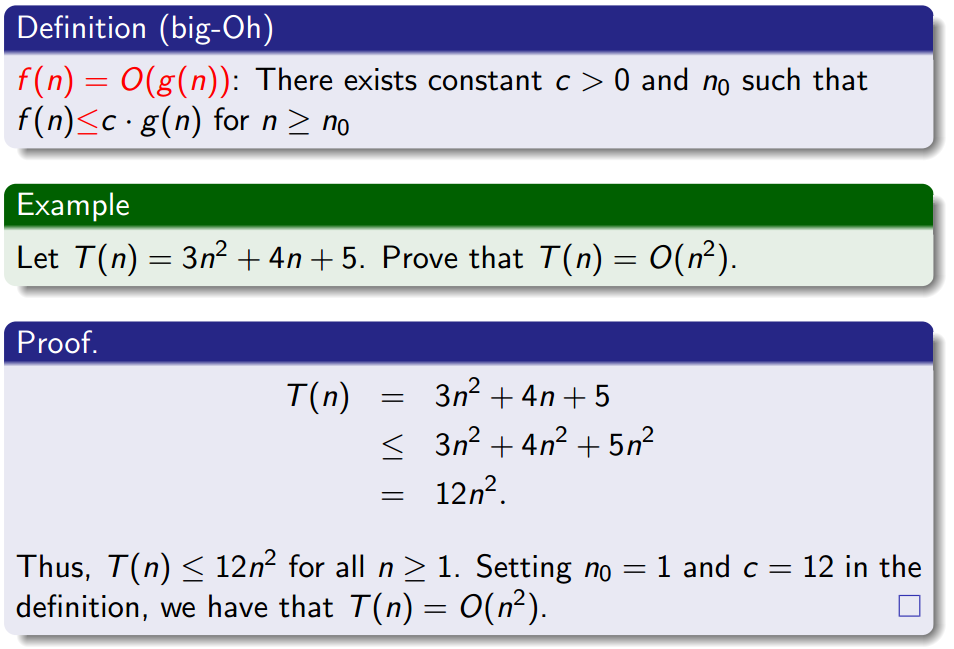 Definition (big-Oh)
f(n) = O(g(n)): There exists constant c > 0 and n₀ such that
f(n)≤c · g(n) for n ≥ n₀
Example
Let T(n) = 3n² + 4n + 5. Prove that T(n) = O(n²).
Proof.
T(n) = 3n² + 4n + 5
≤ 3n² + 4n² + 5n²
= 12n².
Thus, T(n) ≤ 12n² for all n ≥ 1. Setting n₀ = 1 and c = 12 in the
definition, we have that T(n) = O(n²). □